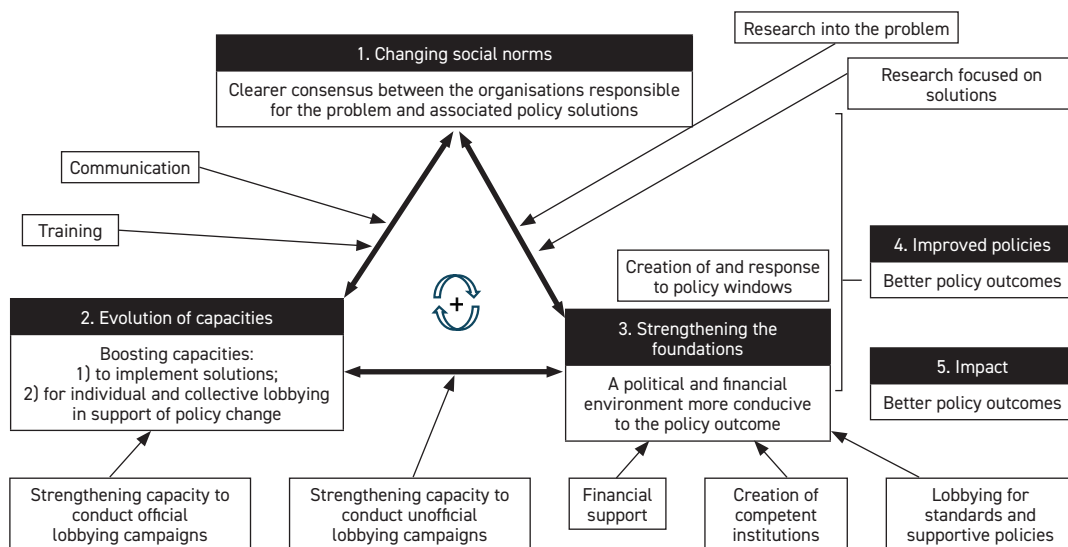 Research into the problem
1. Changing social norms
Clearer consensus between the organisations responsible
for the problem and associated policy solutions
Research focused on
solutions
Communication
Training
Creation of and response
to policy windows
4. Improved policies
Better policy outcomes
+
2. Evolution of capacities
Boosting capacities:
1) to implement solutions;
2) for individual and collective lobbying
in support of policy change
3. Strengthening the
foundations
A political and financial
environment more conducive
to the policy outcome
5. Impact
Better policy outcomes
Strengthening capacity to
conduct official
lobbying campaigns
Strengthening capacity to
conduct unofficial
lobbying campaigns
Financial
support
Creation of
competent
institutions
Lobbying for
standards and
supportive policies